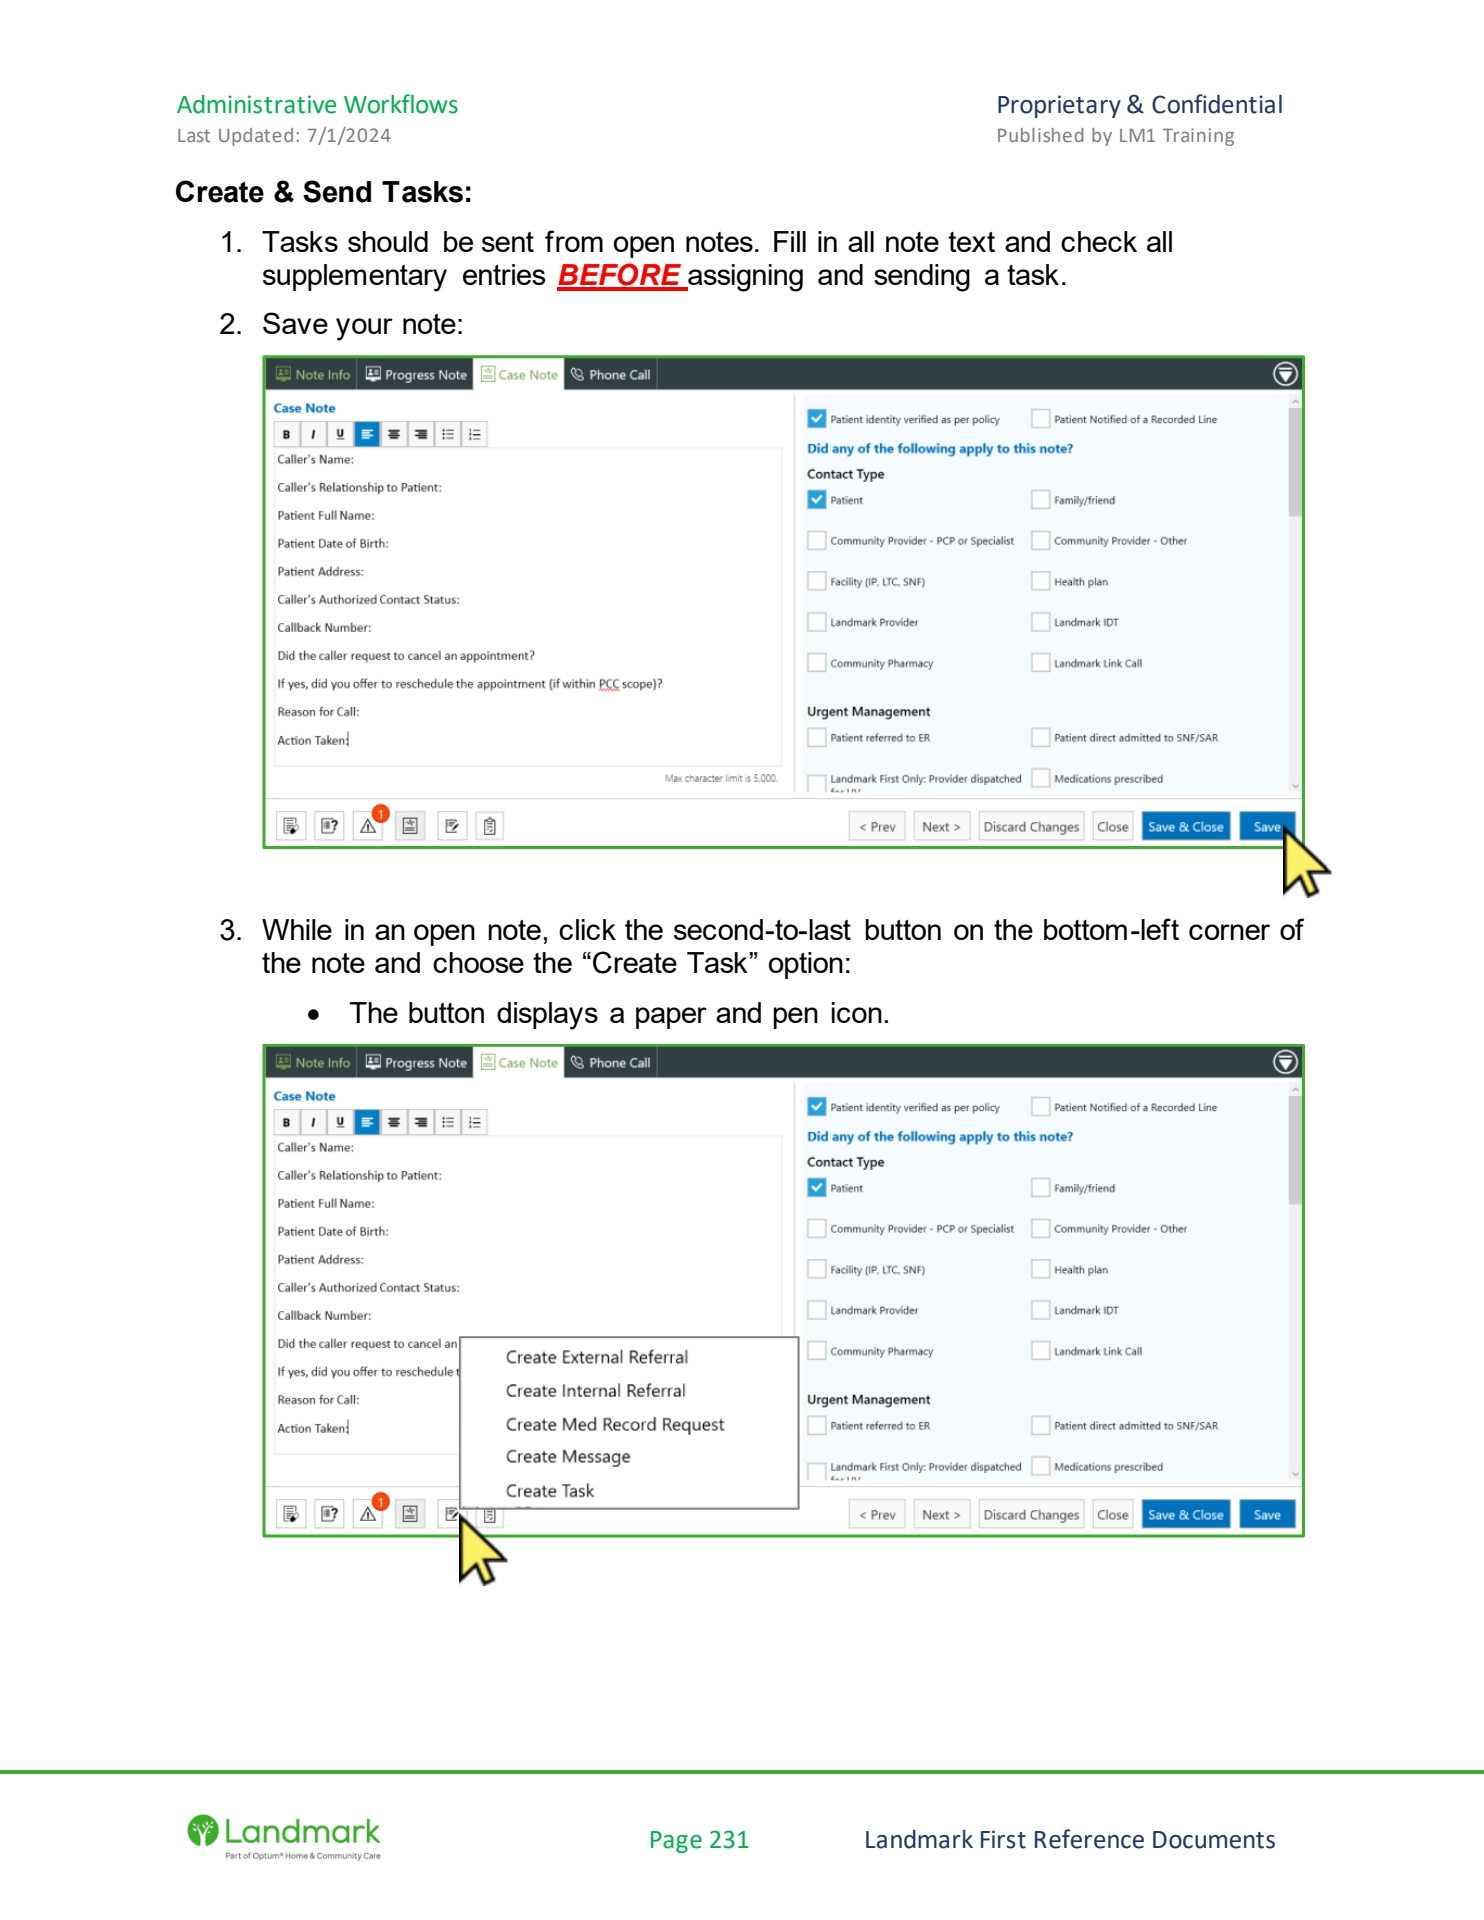 Administrative Workflows
Proprietary & Confidential
Last Updated: 7/1/2024
Published by LM1 Training
Create & Send Tasks:
1. Tasks should be sent from open notes. Fill in all note text and check all
supplementary entries BEFORE assigning and sending a task.
2. Save your note:
Note Info Progress Note Case Note Phone Call
Case Note
B I U
Caller's Name:
Caller's Relationship to Patient:
Patient Full Name:
Patient Date of Birth:
Patient Address:
Caller's Authorized Contact Status:
Callback Number:
Did the caller request to cancel an appointment?
If yes, did you offer to reschedule the appointment (if within PCC scope)?
Reason for Call:
Action Taken:
Max character limit is 5,000.
Patient identity verified as per policy Patient Notified of a Recorded Line
Did any of the following apply to this note?
Contact Type
Patient Family/friend
Community Provider - PCP or Specialist Community Provider - Other
Facility (IP, LTC, SNF) Health plan
Landmark Provider Landmark IDT
Community Pharmacy Landmark Link Call
Urgent Management
Patient referred to ER Patient direct admitted to SNF/SAR
Landmark First Only: Provider dispatched Medications prescribed
for UV
1
< Prev Next > Discard Changes Close Save & Close Save
3. While in an open note, click the second-to-last button on the bottom-left corner of
the note and choose the “Create Task” option:
• The button displays a paper and pen icon.
Note Info Progress Note Case Note Phone Call
Case Note
B I U
Caller's Name:
Caller's Relationship to Patient:
Patient Full Name:
Patient Date of Birth:
Patient Address:
Caller's Authorized Contact Status:
Callback Number:
Did the caller request to cancel an
If yes, did you offer to reschedule t
Reason for Call:
Action Taken:
Create External Referral
Create Internal Referral
Create Med Record Request
Create Message
Create Task
Patient identity verified as per policy Patient Notified of a Recorded Line
Did any of the following apply to this note?
Contact Type
Patient Family/friend
Community Provider - PCP or Specialist Community Provider - Other
Facility (IP, LTC, SNF) Health plan
Landmark Provider Landmark IDT
Community Pharmacy Landmark Link Call
Urgent Management
Patient referred to ER Patient direct admitted to SNF/SAR
Landmark First Only: Provider dispatched Medications prescribed
for UV
1
< Prev Next > Discard Changes Close Save & Close Save
Landmark
Part of Optum® Home & Community Care
Page 231
Landmark First Reference Documents